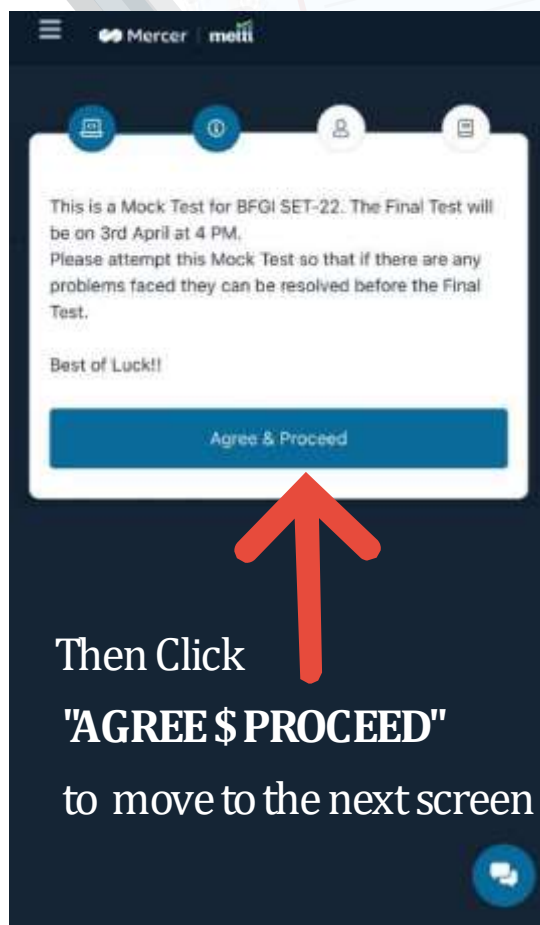 Mercer | mettl
This is a Mock Test for BFGI SET-22. The Final Test will
be on 3rd April at 4 PM.
Please attempt this Mock Test so that if there are any
problems faced they can be resolved before the Final
Test.
Best of Luck!!
Agree & Proceed
Then Click
"AGREE $ PROCEED"
to move to the next screen